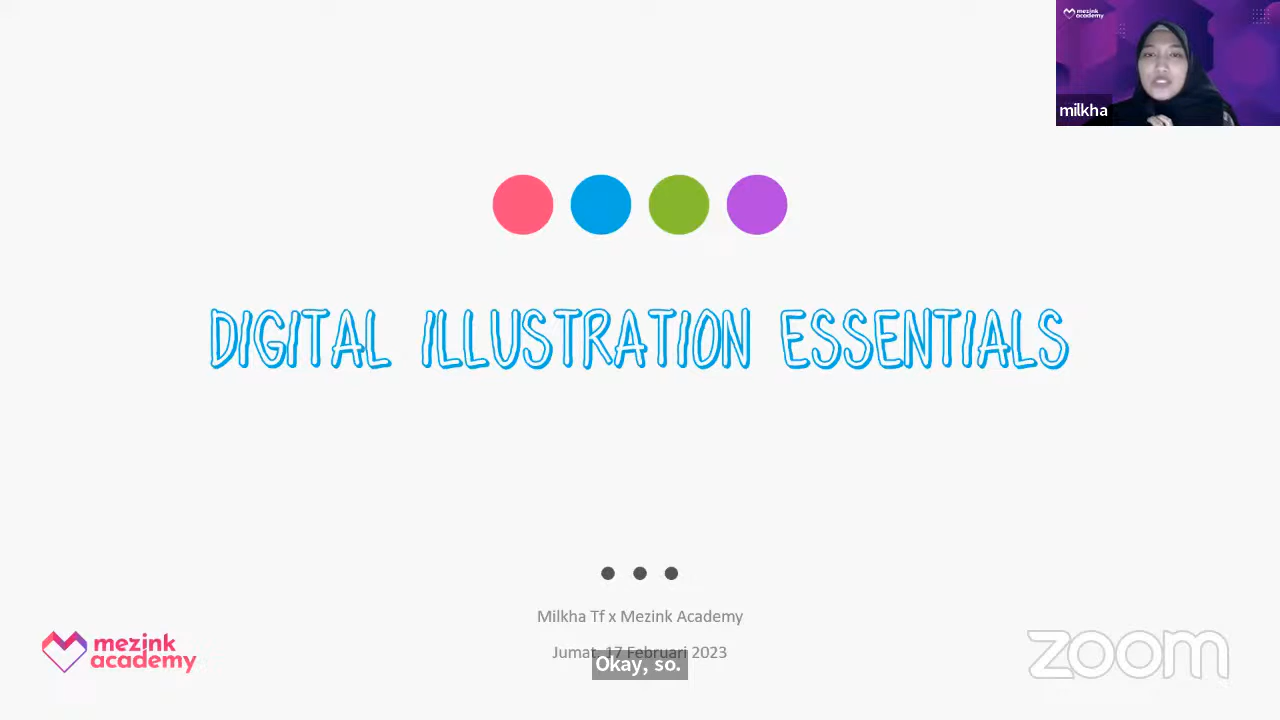 mezink
academy
milkha
DIGITAL ILLUSTRATION ESSENTIALS
Milkha Tf x Mezink Academy
Jumat, 17 Februari 2023
Okay, so.
mezink
academy
zoom